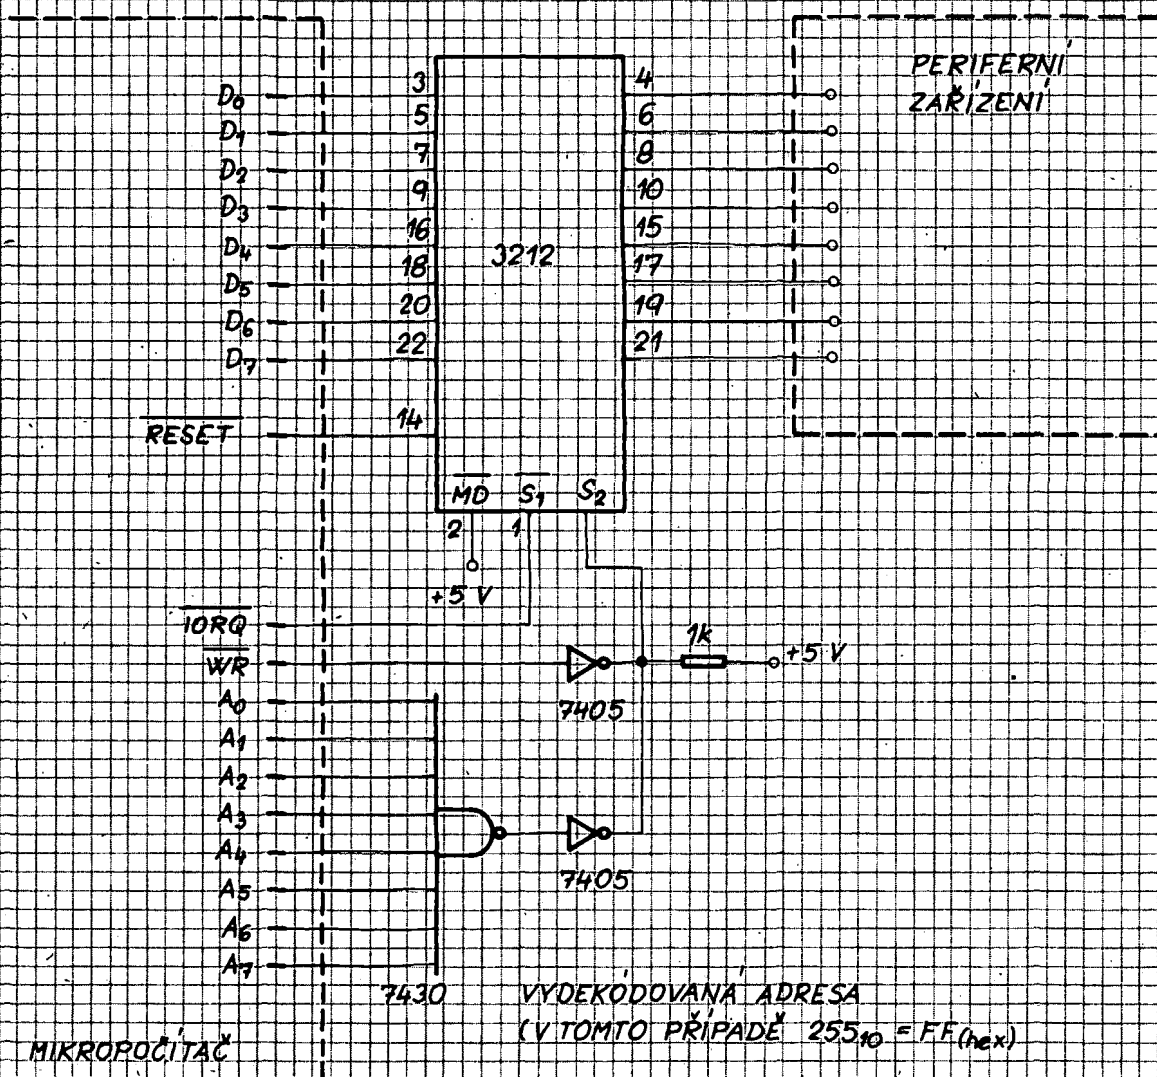 PERIFERNÍ
ZAŘÍZENÍ
D0 3 4
D1 5 6
D2 7 8
D3 9 10
D4 16 15
3212
D5 18 17
D6 20 19
D7 22 21
RESET 14
MD S1 S2
2 1
+5 V
IORQ
WR 1k +5 V
7405
A0
A1
A2
A3
A4
7405
A5
A6
A7
7430
VYDEKÓDOVANÁ ADRESA
(V TOMTO PŘÍPADĚ 255₁₀ = FF(hex)
MIKROPOČÍTAČ